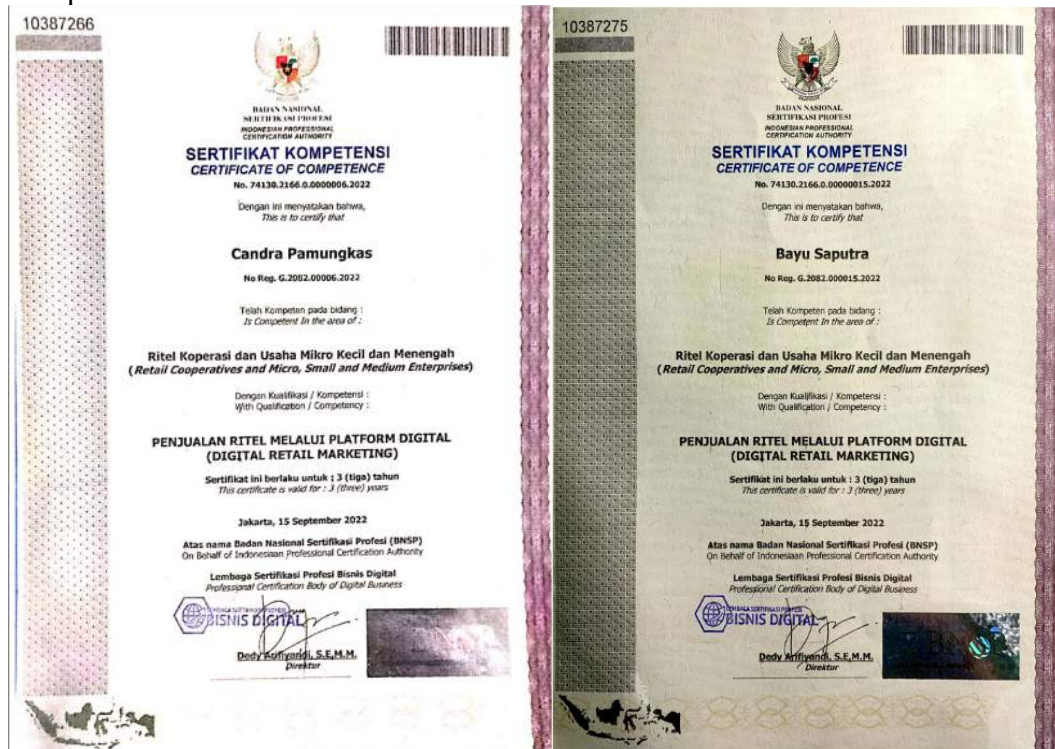 10387266
BADAN NASIONAL
SERTIFIKASI PROFESI
INDONESIAN PROFESSIONAL
CERTIFICATION AUTHORITY
SERTIFIKAT KOMPETENSI
CERTIFICATE OF COMPETENCE
No. 74130.2166.0.0000006.2022
Dengan ini menyatakan bahwa,
This is to certify that
Candra Pamungkas
No Reg. G.2082.00006.2022
Telah Kompeten pada bidang :
Is Competent In the area of :
Ritel Koperasi dan Usaha Mikro Kecil dan Menengah
(Retail Cooperatives and Micro, Small and Medium Enterprises)
Dengan Kualifikasi / Kompetensi :
With Qualification / Competency :
PENJUALAN RITEL MELALUI PLATFORM DIGITAL
(DIGITAL RETAIL MARKETING)
Sertifikat ini berlaku untuk : 3 (tiga) tahun
This certificate is valid for : 3 (three) years
Jakarta, 15 September 2022
Atas nama Badan Nasional Sertifikasi Profesi (BNSP)
On Behalf of Indonesiaan Professional Certification Authority
Lembaga Sertifikasi Profesi Bisnis Digital
Professional Certification Body of Digital Business
LEMBAGA SERTIFIKASI PROFESI
BISNIS DIGITAL
Dedy Arifiyandi, S.E,M.M.
Direktur
10387275
BADAN NASIONAL
SERTIFIKASI PROFESI
INDONESIAN PROFESSIONAL
CERTIFICATION AUTHORITY
SERTIFIKAT KOMPETENSI
CERTIFICATE OF COMPETENCE
No. 74130.2166.0.00000015.2022
Dengan ini menyatakan bahwa,
This is to certify that
Bayu Saputra
No Reg. G.2082.000015.2022
Telah Kompeten pada bidang :
Is Competent In the area of :
Ritel Koperasi dan Usaha Mikro Kecil dan Menengah
(Retail Cooperatives and Micro, Small and Medium Enterprises)
Dengan Kualifikasi / Kompetensi :
With Qualification / Competency :
PENJUALAN RITEL MELALUI PLATFORM DIGITAL
(DIGITAL RETAIL MARKETING)
Sertifikat ini berlaku untuk : 3 (tiga) tahun
This certificate is valid for : 3 (three) years
Jakarta, 15 September 2022
Atas nama Badan Nasional Sertifikasi Profesi (BNSP)
On Behalf of Indonesiaan Professional Certification Authority
Lembaga Sertifikasi Profesi Bisnis Digital
Professional Certification Body of Digital Business
LEMBAGA SERTIFIKASI PROFESI
BISNIS DIGITAL
Dedy Arifiyandi, S.E,M.M.
Direktur